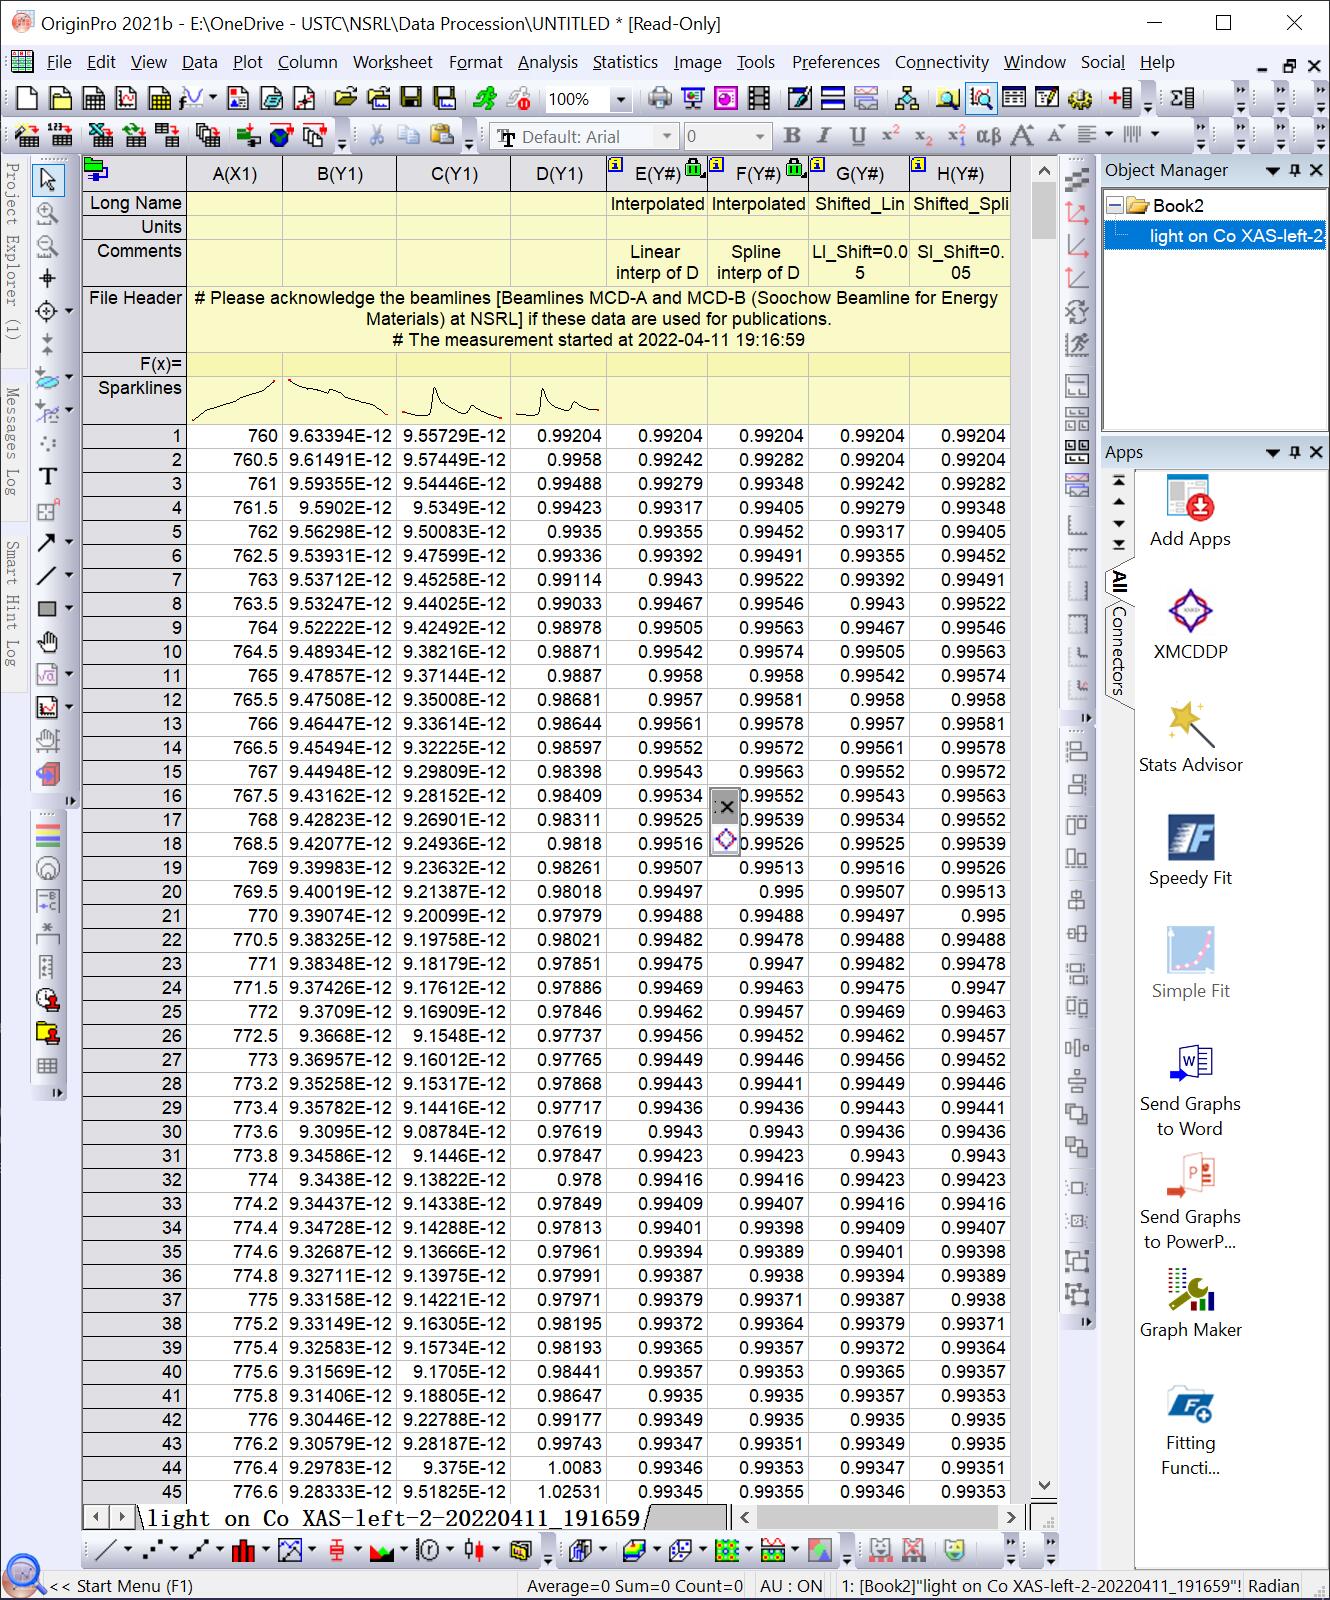 OriginPro 2021b - E:\OneDrive - USTC\NSRL\Data Procession\UNTITLED * [Read-Only]
File Edit View Data Plot Column Worksheet Format Analysis Statistics Image Tools Preferences Connectivity Window Social Help
100%
Default: Arial 0 B I U
Project Explorer (1)
Messages Log
Smart Hint Log
A(X1) B(Y1) C(Y1) D(Y1) E(Y#) F(Y#) G(Y#) H(Y#)
Long Name Interpolated Interpolated Shifted_Lin Shifted_Spli
Units
Comments Linear interp of D Spline interp of D LI_Shift=0.05 SI_Shift=0.05
File Header # Please acknowledge the beamlines [Beamlines MCD-A and MCD-B (Soochow Beamline for Energy
Materials) at NSRL] if these data are used for publications.
# The measurement started at 2022-04-11 19:16:59
F(x)=
Sparklines
1 760 9.63394E-12 9.55729E-12 0.99204 0.99204 0.99204 0.99204 0.99204
2 760.5 9.61491E-12 9.57449E-12 0.9958 0.99242 0.99282 0.99204 0.99204
3 761 9.59355E-12 9.54446E-12 0.99488 0.99279 0.99348 0.99242 0.99282
4 761.5 9.5902E-12 9.5349E-12 0.99423 0.99317 0.99405 0.99279 0.99348
5 762 9.56298E-12 9.50083E-12 0.9935 0.99355 0.99452 0.99317 0.99405
6 762.5 9.53931E-12 9.47599E-12 0.99336 0.99392 0.99491 0.99355 0.99452
7 763 9.53712E-12 9.45258E-12 0.99114 0.9943 0.99522 0.99392 0.99491
8 763.5 9.53247E-12 9.44025E-12 0.99033 0.99467 0.99546 0.9943 0.99522
9 764 9.52222E-12 9.42492E-12 0.98978 0.99505 0.99563 0.99467 0.99546
10 764.5 9.48934E-12 9.38216E-12 0.98871 0.99542 0.99574 0.99505 0.99563
11 765 9.47857E-12 9.37144E-12 0.9887 0.9958 0.9958 0.99542 0.99574
12 765.5 9.47508E-12 9.35008E-12 0.98681 0.9957 0.99581 0.9958 0.9958
13 766 9.46447E-12 9.33614E-12 0.98644 0.99561 0.99578 0.9957 0.99581
14 766.5 9.45494E-12 9.32225E-12 0.98597 0.99552 0.99572 0.99561 0.99578
15 767 9.44948E-12 9.29809E-12 0.98398 0.99543 0.99563 0.99552 0.99572
16 767.5 9.43162E-12 9.28152E-12 0.98409 0.99534 0.99552 0.99543 0.99563
17 768 9.42823E-12 9.26901E-12 0.98311 0.99525 0.99539 0.99534 0.99552
18 768.5 9.42077E-12 9.24936E-12 0.9818 0.99516 0.99526 0.99525 0.99539
19 769 9.39983E-12 9.23632E-12 0.98261 0.99507 0.99513 0.99516 0.99526
20 769.5 9.40019E-12 9.21387E-12 0.98018 0.99497 0.995 0.99507 0.99513
21 770 9.39074E-12 9.20099E-12 0.97979 0.99488 0.99488 0.99497 0.995
22 770.5 9.38325E-12 9.19758E-12 0.98021 0.99482 0.99478 0.99488 0.99488
23 771 9.38348E-12 9.18179E-12 0.97851 0.99475 0.9947 0.99482 0.99478
24 771.5 9.37426E-12 9.17612E-12 0.97886 0.99469 0.99463 0.99475 0.9947
25 772 9.3709E-12 9.16909E-12 0.97846 0.99462 0.99457 0.99469 0.99463
26 772.5 9.3668E-12 9.1548E-12 0.97737 0.99456 0.99452 0.99462 0.99457
27 773 9.36957E-12 9.16012E-12 0.97765 0.99449 0.99446 0.99456 0.99452
28 773.2 9.35258E-12 9.15317E-12 0.97868 0.99443 0.99441 0.99449 0.99446
29 773.4 9.35782E-12 9.14416E-12 0.97717 0.99436 0.99436 0.99443 0.99441
30 773.6 9.3095E-12 9.08784E-12 0.97619 0.9943 0.9943 0.99436 0.99436
31 773.8 9.34586E-12 9.1446E-12 0.97847 0.99423 0.99423 0.9943 0.9943
32 774 9.3438E-12 9.13822E-12 0.978 0.99416 0.99416 0.99423 0.99423
33 774.2 9.34437E-12 9.14338E-12 0.97849 0.99409 0.99407 0.99416 0.99416
34 774.4 9.34728E-12 9.14288E-12 0.97813 0.99401 0.99398 0.99409 0.99407
35 774.6 9.32687E-12 9.13666E-12 0.97961 0.99394 0.99389 0.99401 0.99398
36 774.8 9.32711E-12 9.13975E-12 0.97991 0.99387 0.9938 0.99394 0.99389
37 775 9.33158E-12 9.14221E-12 0.97971 0.99379 0.99371 0.99387 0.9938
38 775.2 9.33149E-12 9.16305E-12 0.98195 0.99372 0.99364 0.99379 0.99371
39 775.4 9.32583E-12 9.15734E-12 0.98193 0.99365 0.99357 0.99372 0.99364
40 775.6 9.31569E-12 9.1705E-12 0.98441 0.99357 0.99353 0.99365 0.99357
41 775.8 9.31406E-12 9.18805E-12 0.98647 0.9935 0.9935 0.99357 0.99353
42 776 9.30446E-12 9.22788E-12 0.99177 0.99349 0.9935 0.9935 0.9935
43 776.2 9.30579E-12 9.28187E-12 0.99743 0.99347 0.99351 0.99349 0.9935
44 776.4 9.29783E-12 9.375E-12 1.0083 0.99346 0.99353 0.99347 0.99351
45 776.6 9.28333E-12 9.51825E-12 1.02531 0.99345 0.99355 0.99346 0.99353
light on Co XAS-left-2-20220411_191659
Object Manager
Book2
light on Co XAS-left-2-
Apps
All
Connectors
Add Apps
XMCDDP
Stats Advisor
Speedy Fit
Simple Fit
Send Graphs
to Word
Send Graphs
to PowerP...
Graph Maker
Fitting
Functi...
<< Start Menu (F1) Average=0 Sum=0 Count=0 AU : ON 1: [Book2]"light on Co XAS-left-2-20220411_191659"! Radian